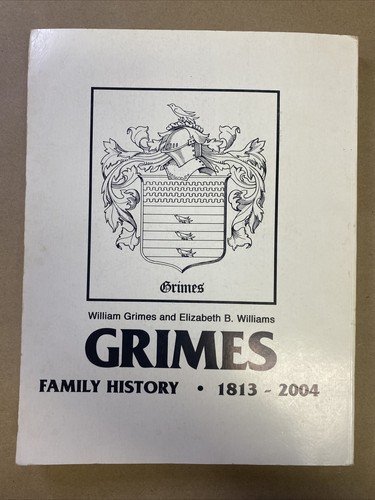 Grimes
William Grimes and Elizabeth B. Williams
GRIMES
FAMILY HISTORY • 1813 - 2004